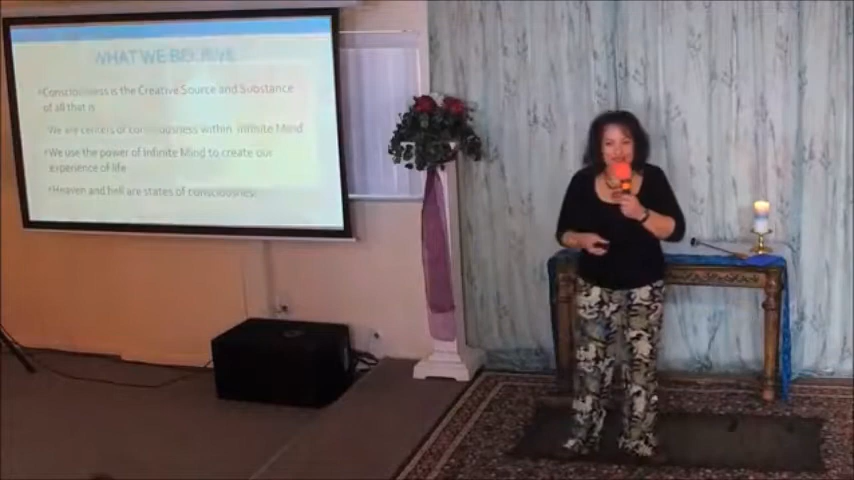 WHAT WE BELIEVE
Consciousness is the Creative Source and Substance
of all that is
We are centers of consciousness within Infinite Mind
We use the power of Infinite Mind to create our
experience of life
Heaven and hell are states of consciousness